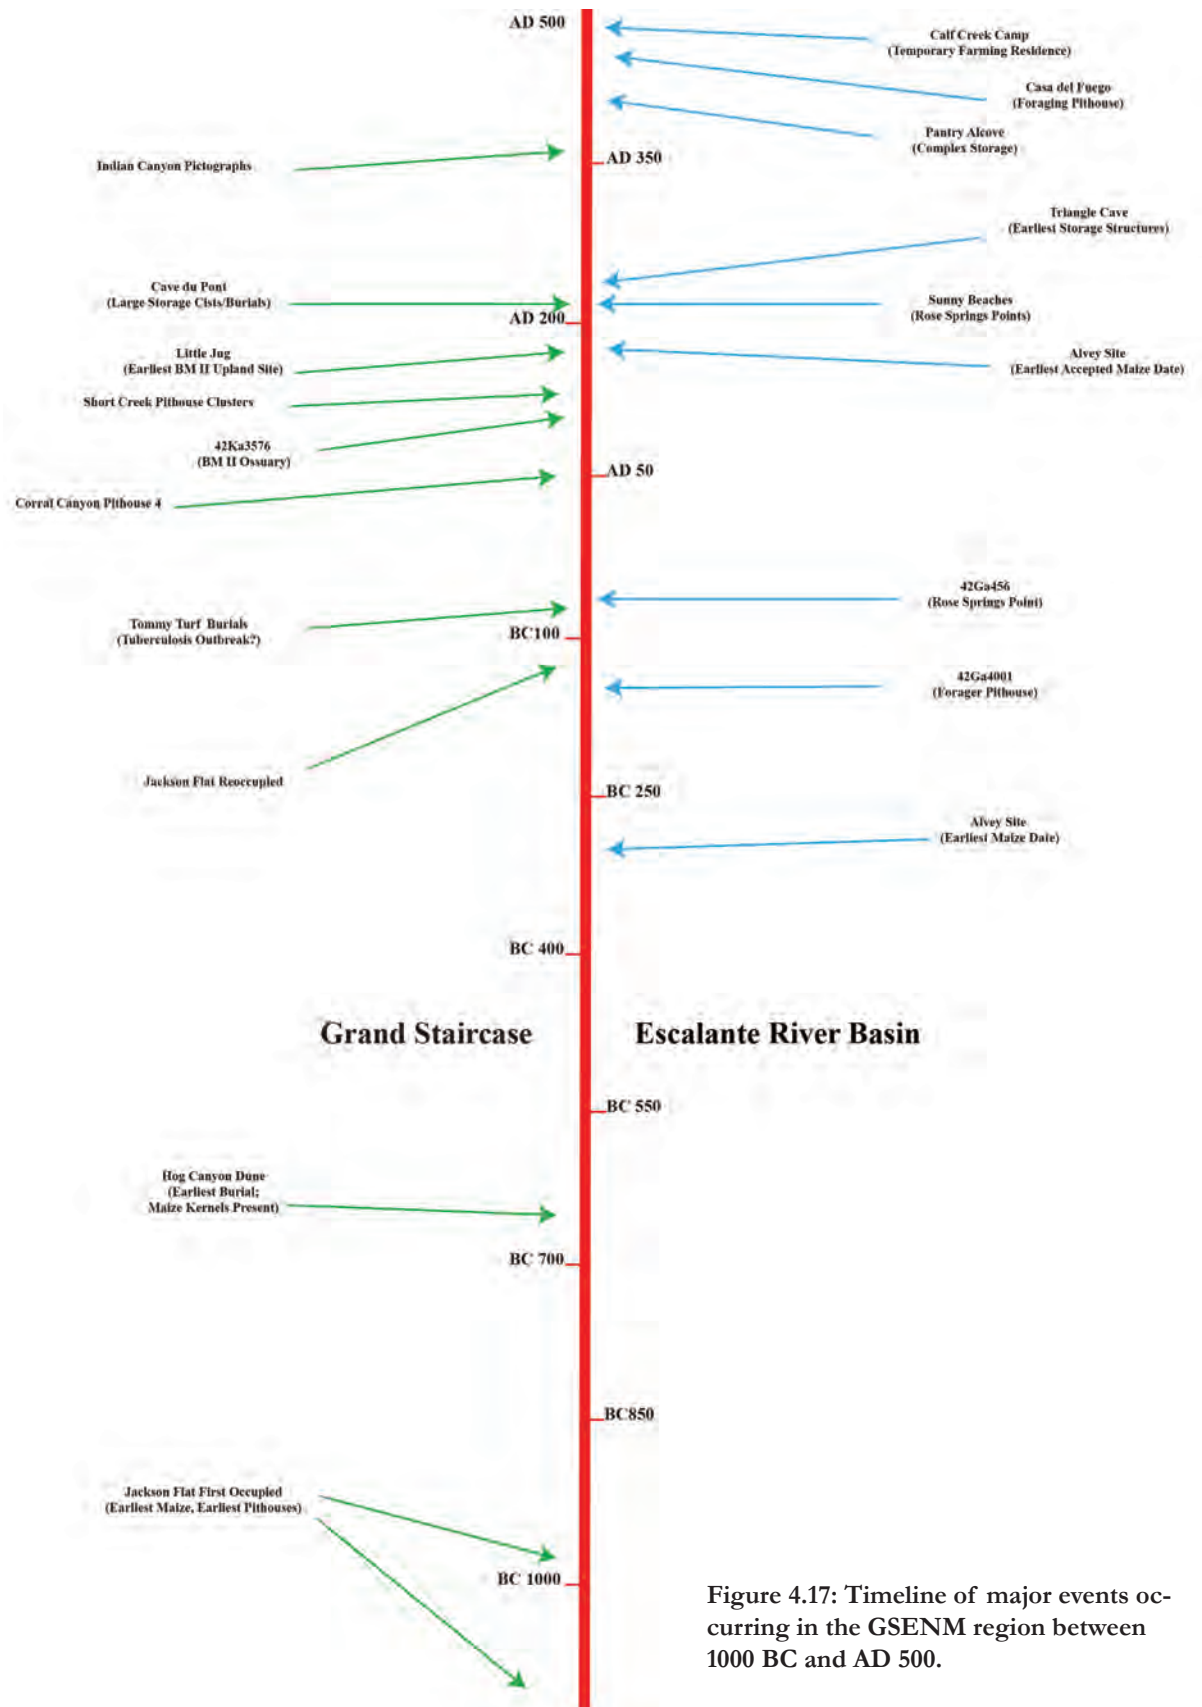 AD 500
Calf Creek Camp
(Temporary Farming Residence)
Casa del Fuego
(Foraging Pithouse)
Pantry Alcove
(Complex Storage)
Indian Canyon Pictographs
AD 350
Triangle Cave
(Earliest Storage Structures)
Cave du Pont
(Large Storage Cists/Burials)
Sunny Beaches
(Rose Springs Points)
AD 200
Little Jug
(Earliest BM II Upland Site)
Alvey Site
(Earliest Accepted Maize Date)
Short Creek Pithouse Clusters
42Ka3576
(BM II Ossuary)
AD 50
Corral Canyon Pithouse 4
42Ga456
(Rose Springs Point)
Tommy Turf Burials
(Tuberculosis Outbreak?)
BC100
42Ga4001
(Forager Pithouse)
Jackson Flat Reoccupied
BC 250
Alvey Site
(Earliest Maize Date)
BC 400
Grand Staircase
Escalante River Basin
BC 550
Hog Canyon Dune
(Earliest Burial;
Maize Kernels Present)
BC 700
BC850
Jackson Flat First Occupied
(Earliest Maize, Earliest Pithouses)
BC 1000
Figure 4.17: Timeline of major events oc-
curring in the GSENM region between
1000 BC and AD 500.